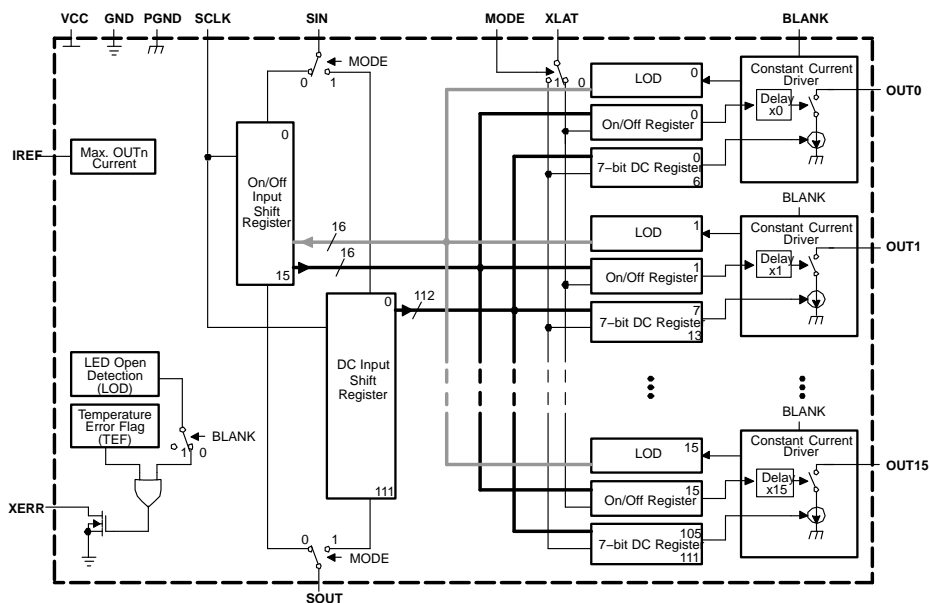 VCC GND PGND SCLK SIN MODE XLAT BLANK
MODE
0 1
1 0
LOD 0
Constant Current
Driver
Delay
x0
OUT0
On/Off Register 0
7–bit DC Register 0
6
IREF
Max. OUTn
Current
0
On/Off
Input
Shift
Register
15
16
16
BLANK
LOD 1
Constant Current
Driver
Delay
x1
OUT1
On/Off Register 1
7–bit DC Register 7
13
0
112
DC Input
Shift
Register
111
LED Open
Detection
(LOD)
Temperature
Error Flag
(TEF)
BLANK
1 0
XERR
BLANK
LOD 15
Constant Current
Driver
Delay
x15
OUT15
On/Off Register 15
7–bit DC Register 105
111
0 1
MODE
SOUT